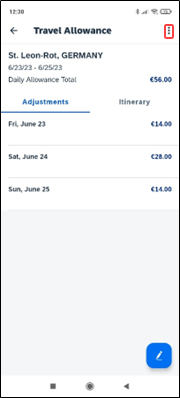 12:30
Travel Allowance
St. Leon-Rot, GERMANY
6/23/23 - 6/25/23
Daily Allowance Total €56.00
Adjustments Itinerary
Fri, June 23 €14.00
Sat, June 24 €28.00
Sun, June 25 €14.00